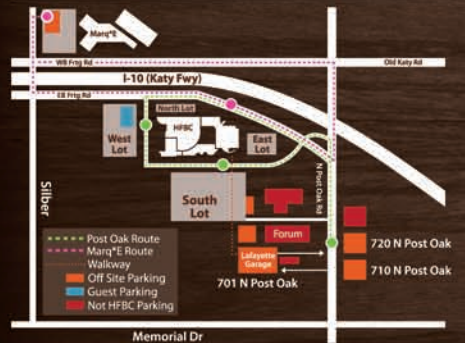 Marq*E
WB Frtg Rd
Old Katy Rd
I-10 (Katy Fwy)
EB Frtg Rd
North Lot
HFBC
West
Lot
East
Lot
N Post Oak Rd
Silber
South
Lot
Forum
Lafayette
Garage
720 N Post Oak
710 N Post Oak
701 N Post Oak
Post Oak Route
Marq*E Route
Walkway
Off Site Parking
Guest Parking
Not HFBC Parking
Memorial Dr